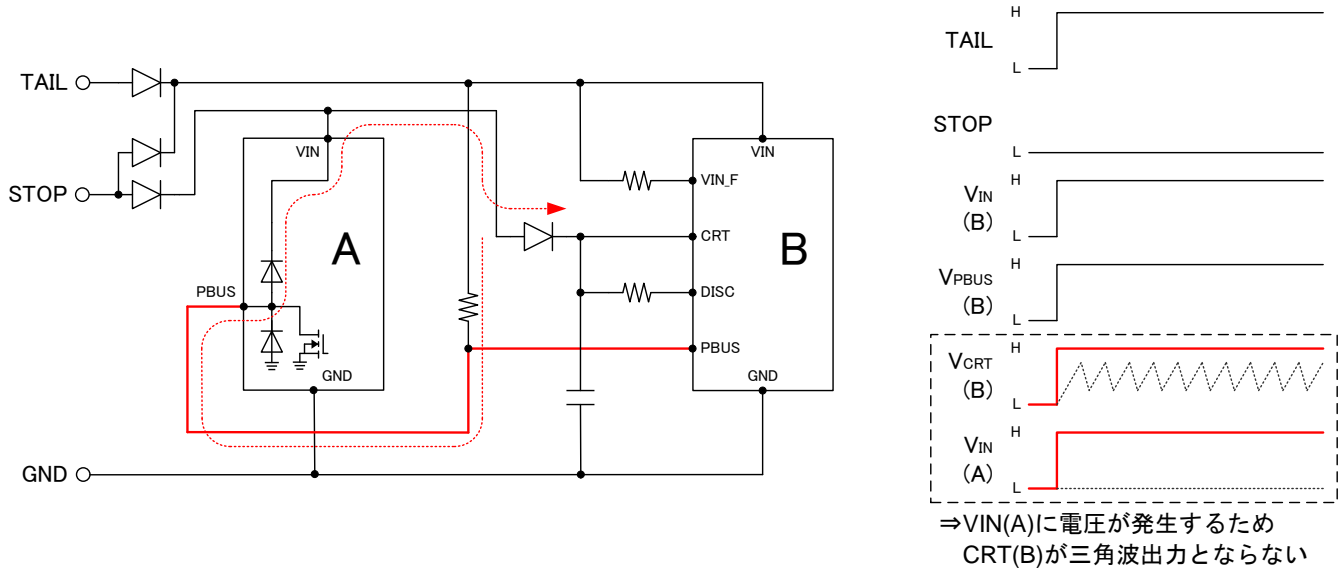 TAIL
STOP
GND
VIN
A
PBUS
GND
VIN
VIN_F
CRT
B
DISC
PBUS
GND
H
TAIL
L
STOP
L
H
VIN
(B)
L
H
VPBUS
(B)
L
H
VCRT
(B)
L
H
VIN
(A)
L
⇒VIN(A)に電圧が発生するため
CRT(B)が三角波出力とならない